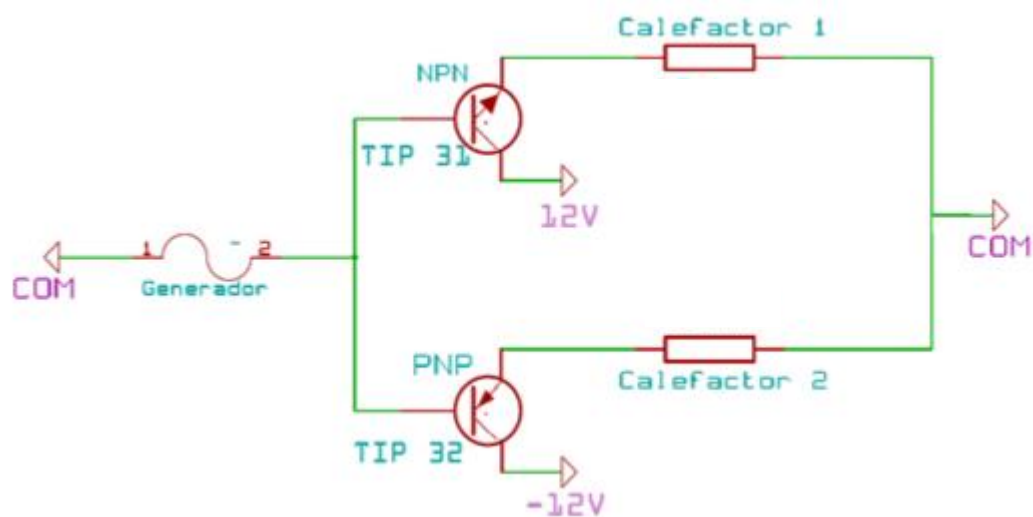 Calefactor 1
NPN
TIP 31
12V
1 - 2
COM
Generador
COM
PNP
Calefactor 2
TIP 32
-12V